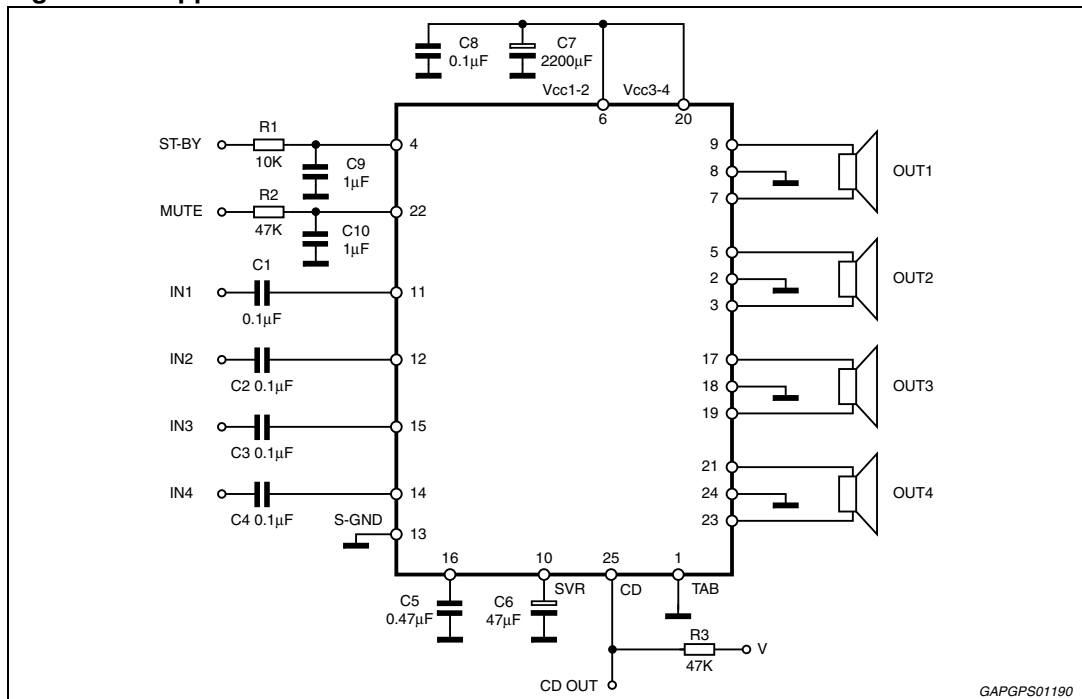 C8
0.1µF
C7
2200µF
Vcc1-2
Vcc3-4
6
20
ST-BY
R1
10K
4
C9
1µF
MUTE
R2
47K
22
C10
1µF
IN1
C1
0.1µF
11
IN2
C2 0.1µF
12
IN3
C3 0.1µF
15
IN4
C4 0.1µF
14
S-GND
13
9
8
7
OUT1
5
2
3
OUT2
17
18
19
OUT3
21
24
23
OUT4
16
10
25
1
SVR
CD
TAB
C5
0.47µF
C6
47µF
R3
47K
V
CD OUT
GAPGPS01190